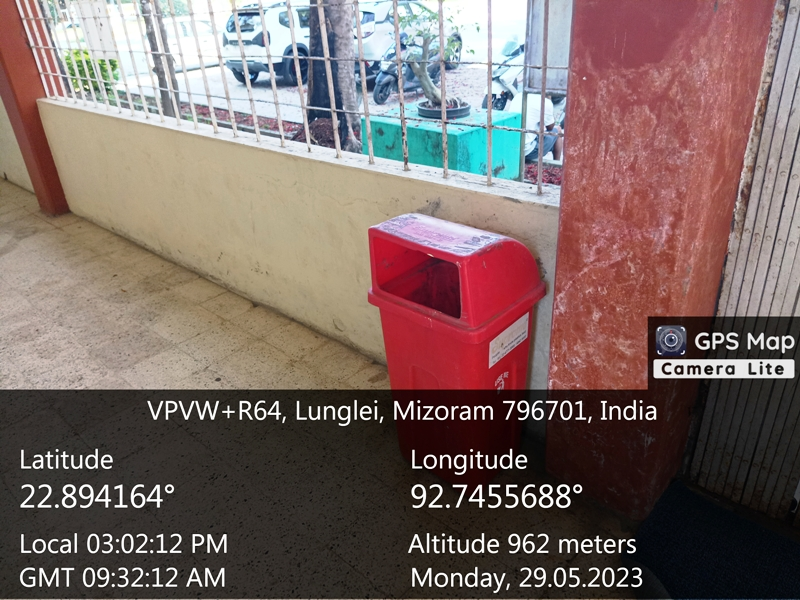 GPS Map
Camera Lite
VPVW+R64, Lunglei, Mizoram 796701, India
Latitude
22.894164°
Longitude
92.7455688°
Local 03:02:12 PM
GMT 09:32:12 AM
Altitude 962 meters
Monday, 29.05.2023